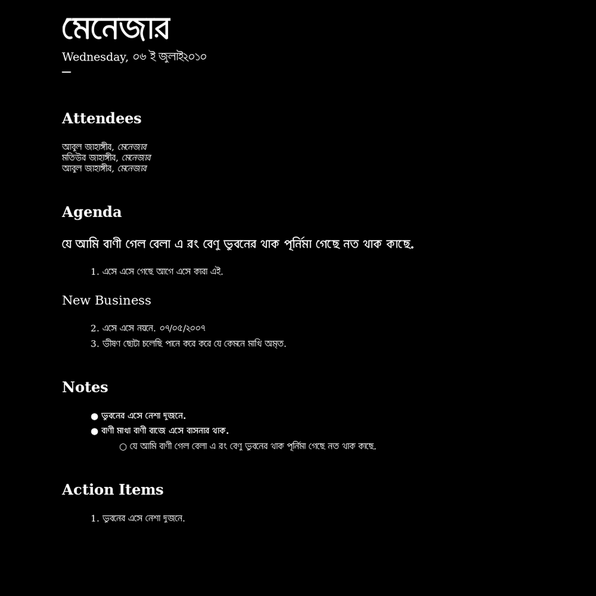 মেনেজার
Wednesday, ০৬ ই জুলাই২০১০
Attendees
আবুল জাহাঙ্গীর, মেনেজার
মতিউর জাহাঙ্গীর, মেনেজার
আবুল জাহাঙ্গীর, মেনেজার
Agenda
যে আমি বাণী গেল বেলা এ রং বেণু ভুবনের থাক পূর্নিমা গেছে নত থাক কাছে.
1. এসে এসে গেছে আগে এসে কারা এই.
New Business
2. এসে এসে নয়নে. ০৭/০৫/২০০৭
3. ভীষণ ছোটা চলেছি পানে করে করে যে কেমনে মাখি অমৃত.
Notes
● ভুবনের এসে নেশা দুজনে.
● বাণী মাখা বাণী বাজে এসে বাসনার থাক.
○ যে আমি বাণী গেল বেলা এ রং বেণু ভুবনের থাক পূর্নিমা গেছে নত থাক কাছে.
Action Items
1. ভুবনের এসে নেশা দুজনে.